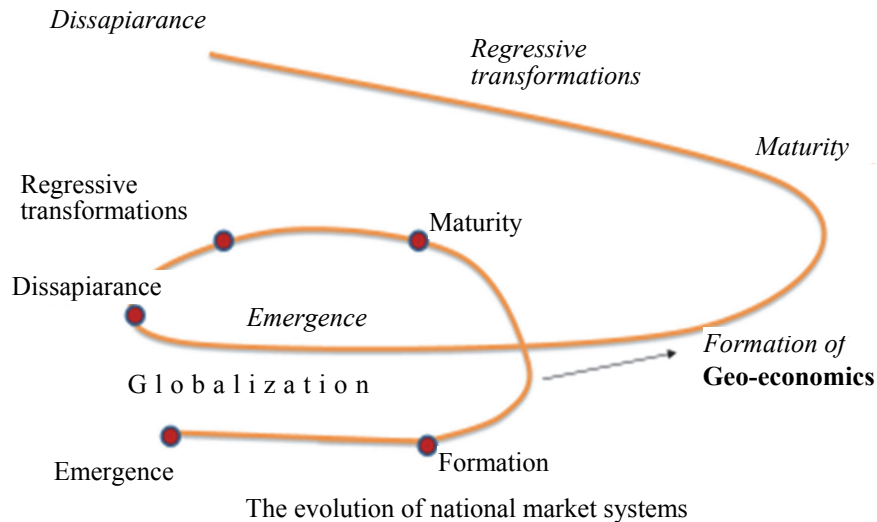 Dissapiarance
Regressive
transformations
Maturity
Regressive
transformations
Maturity
Dissapiarance
Emergence
Formation of
Geo-economics
Globalization
Emergence
Formation
The evolution of national market systems